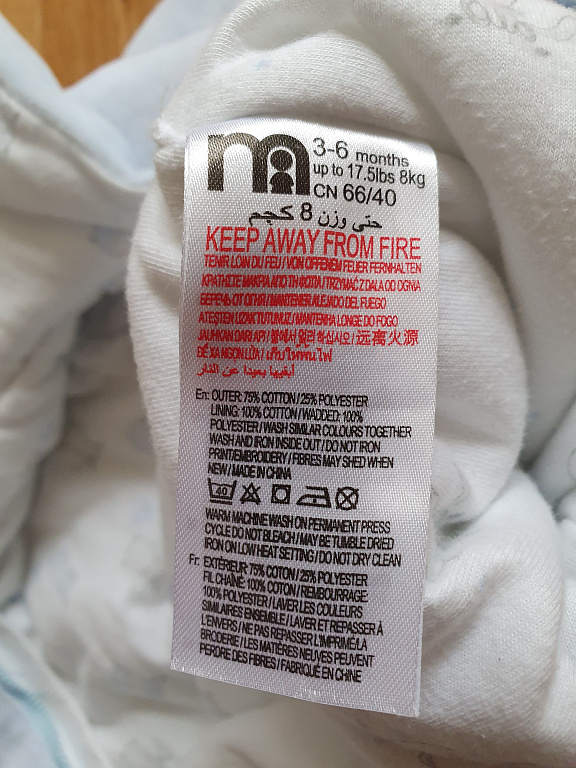 m
3-6 months
up to 17.5lbs 8kg
CN 66/40
حتى وزن 8 كجم
KEEP AWAY FROM FIRE
TENIR LOIN DU FEU / VON OFFENEM FEUER FERNHALTEN
ΚΡΑΤΗΣΤΕ ΜΑΚΡΙΑ ΑΠΟ ΤΗ ΦΩΤΙΑ / TRZYMAĆ Z DALA OD OGNIA
БЕРЕЧЬ ОТ ОГНЯ / MANTENER ALEJADO DEL FUEGO
ATEŞTEN UZAK TUTUNUZ / MANTENHA LONGE DO FOGO
JAUHKAN DARI API / 불에서 멀리 하십시오 / 远离火源
ĐỂ XA NGỌN LỬA / เก็บให้พ้นไฟ
أبقيها بعيدا عن النار
En: OUTER: 75% COTTON / 25% POLYESTER
LINING: 100% COTTON / WADDED: 100%
POLYESTER / WASH SIMILAR COLOURS TOGETHER
WASH AND IRON INSIDE OUT / DO NOT IRON
PRINT/EMBROIDERY / FIBRES MAY SHED WHEN
NEW / MADE IN CHINA
40
WARM MACHINE WASH ON PERMANENT PRESS
CYCLE DO NOT BLEACH / MAY BE TUMBLE DRIED
IRON ON LOW HEAT SETTING / DO NOT DRY CLEAN
Fr: EXTÉRIEUR: 75% COTON / 25% POLYESTER
FIL CHAÎNE: 100% COTON / REMBOURRAGE:
100% POLYESTER / LAVER LES COULEURS
SIMILAIRES ENSEMBLE / LAVER ET REPASSER À
L'ENVERS / NE PAS REPASSER L'IMPRIMÉ/LA
BRODERIE / LES MATIÈRES NEUVES PEUVENT
PERDRE DES FIBRES / FABRIQUÉ EN CHINE